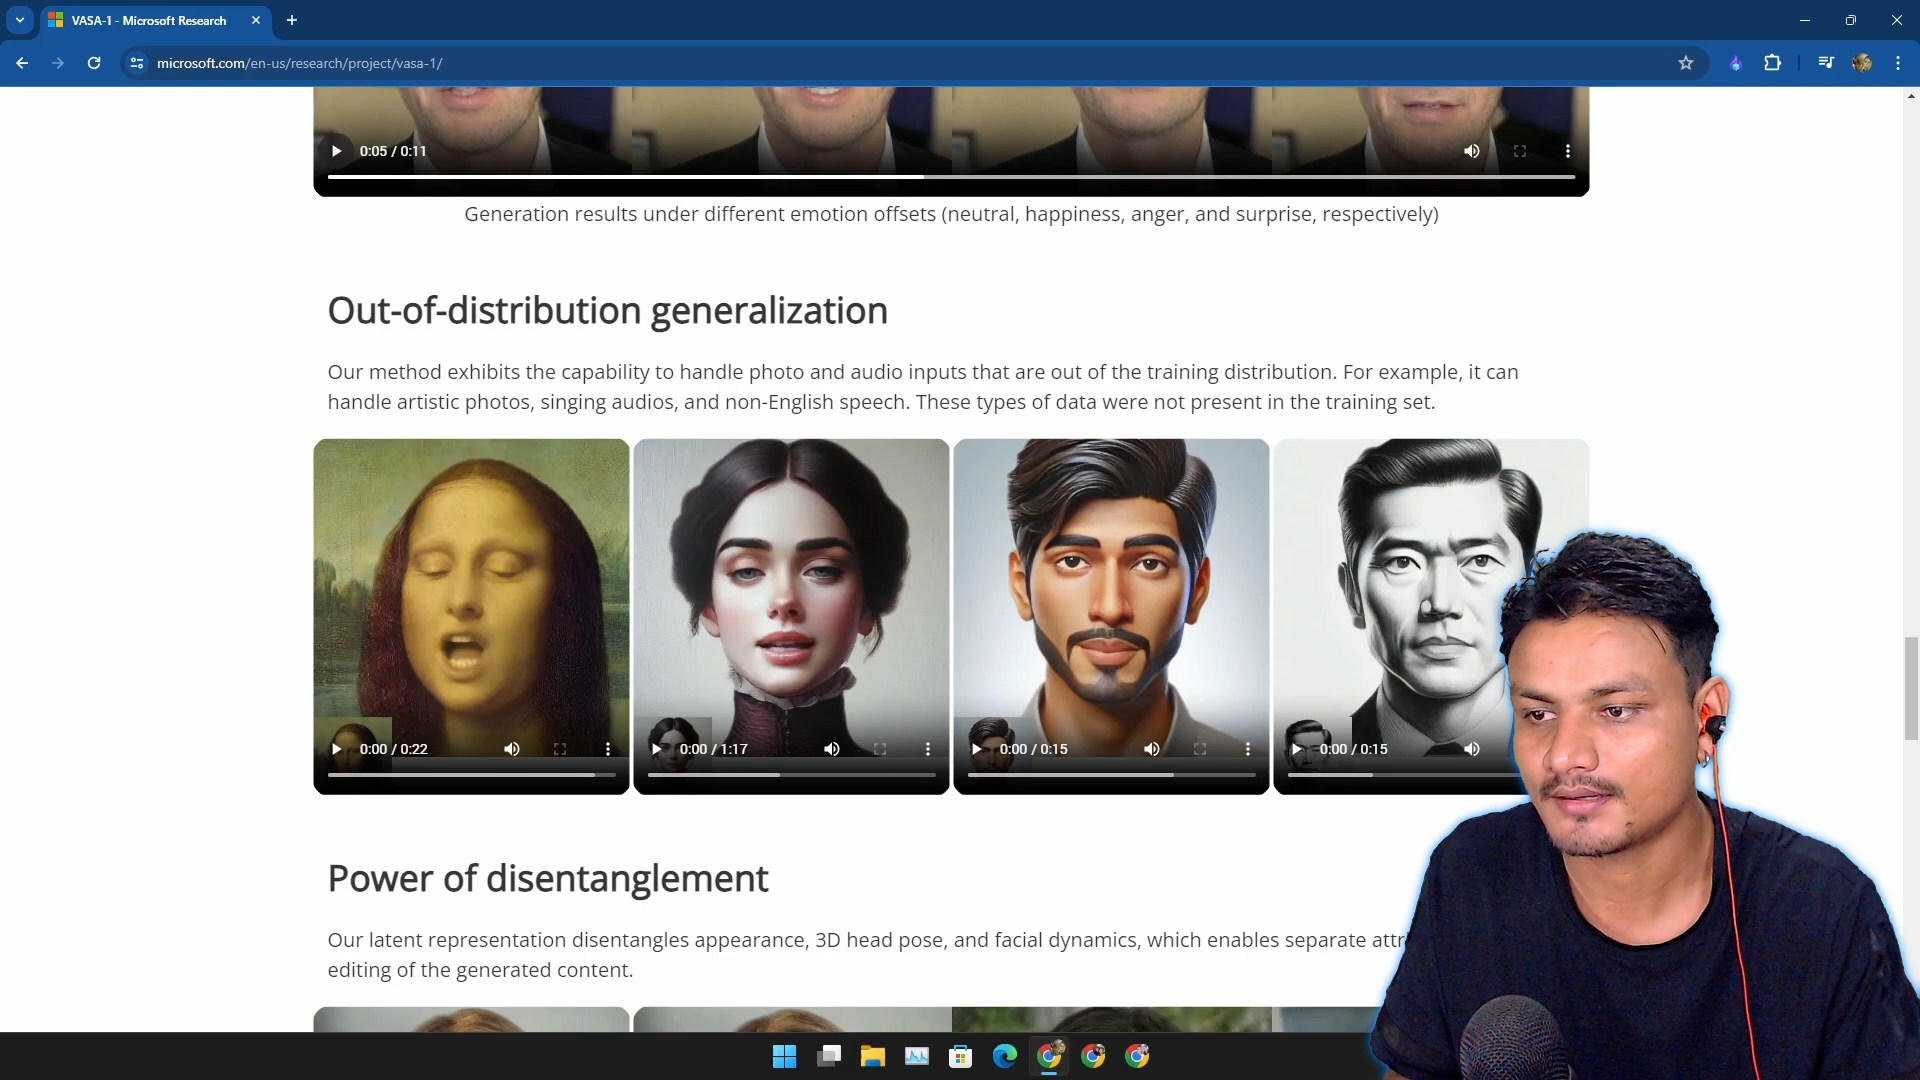 VASA-1 - Microsoft Research
microsoft.com/en-us/research/project/vasa-1/
0:05 / 0:11
Generation results under different emotion offsets (neutral, happiness, anger, and surprise, respectively)
Out-of-distribution generalization
Our method exhibits the capability to handle photo and audio inputs that are out of the training distribution. For example, it can
handle artistic photos, singing audios, and non-English speech. These types of data were not present in the training set.
0:00 / 0:22
0:00 / 1:17
0:00 / 0:15
0:00 / 0:15
Power of disentanglement
Our latent representation disentangles appearance, 3D head pose, and facial dynamics, which enables separate
editing of the generated content.